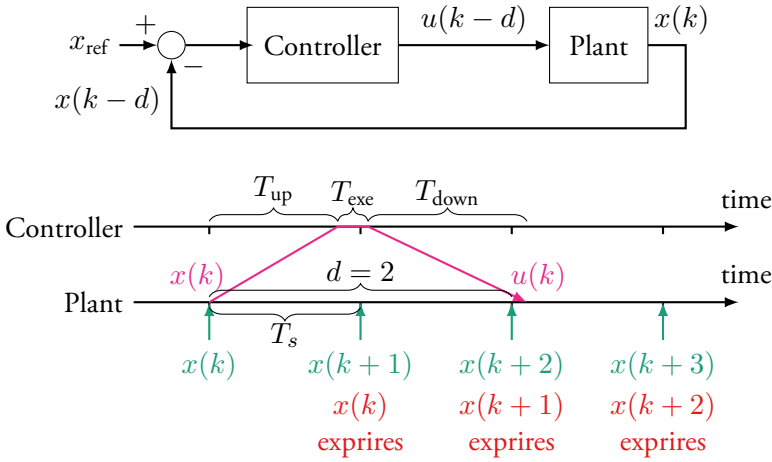 x_ref + − Controller u(k − d) Plant x(k)
x(k − d)
T_up T_exe T_down time
Controller
x(k) d = 2 u(k) time
Plant
T_s
x(k) x(k + 1) x(k + 2) x(k + 3)
x(k) x(k + 1) x(k + 2)
exprires exprires exprires